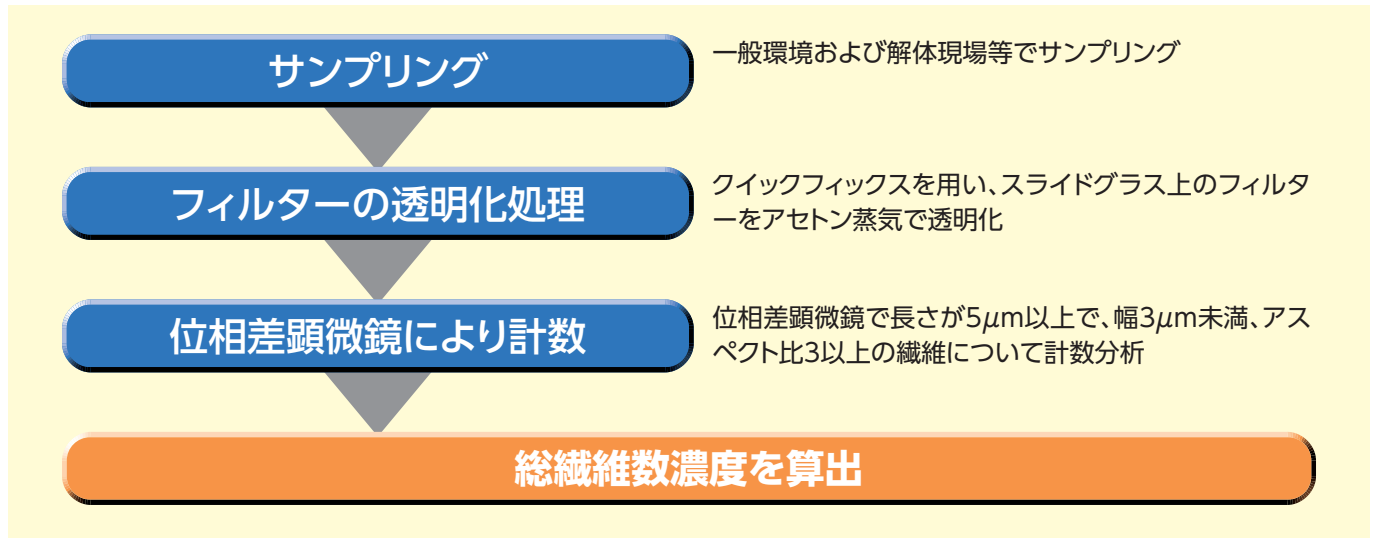 サンプリング
一般環境および解体現場等でサンプリング
フィルターの透明化処理
クイックフィックスを用い、スライドグラス上のフィルタ
ーをアセトン蒸気で透明化
位相差顕微鏡により計数
位相差顕微鏡で長さが5μm以上で、幅3μm未満、アス
ペクト比3以上の繊維について計数分析
総繊維数濃度を算出